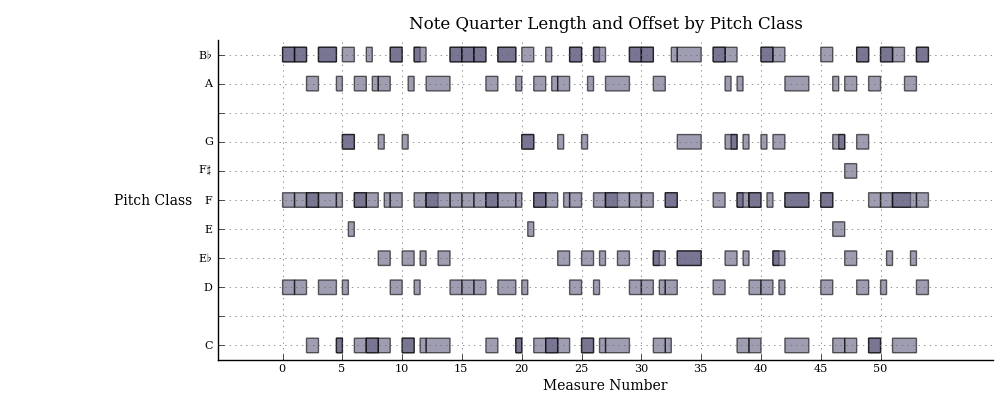 Note Quarter Length and Offset by Pitch Class
B♭
A
G
F♯
Pitch Class
F
E
E♭
D
C
0 5 10 15 20 25 30 35 40 45 50
Measure Number